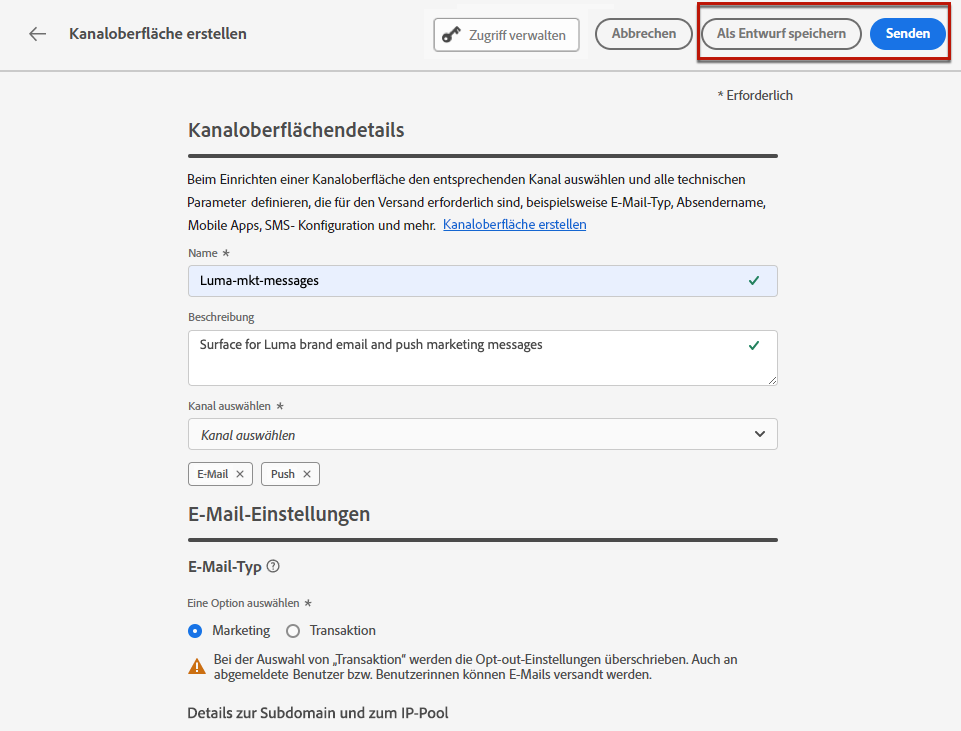 Kanaloberfläche erstellen
Zugriff verwalten
Abbrechen
Als Entwurf speichern
Senden
* Erforderlich
Kanaloberflächendetails
Beim Einrichten einer Kanaloberfläche den entsprechenden Kanal auswählen und alle technischen
Parameter definieren, die für den Versand erforderlich sind, beispielsweise E-Mail-Typ, Absendername,
Mobile Apps, SMS- Konfiguration und mehr. Kanaloberfläche erstellen
Name *
Luma-mkt-messages
Beschreibung
Surface for Luma brand email and push marketing messages
Kanal auswählen *
Kanal auswählen
E-Mail × Push ×
E-Mail-Einstellungen
E-Mail-Typ ?
Eine Option auswählen *
Marketing Transaktion
Bei der Auswahl von „Transaktion“ werden die Opt-out-Einstellungen überschrieben. Auch an
abgemeldete Benutzer bzw. Benutzerinnen können E-Mails versandt werden.
Details zur Subdomain und zum IP-Pool